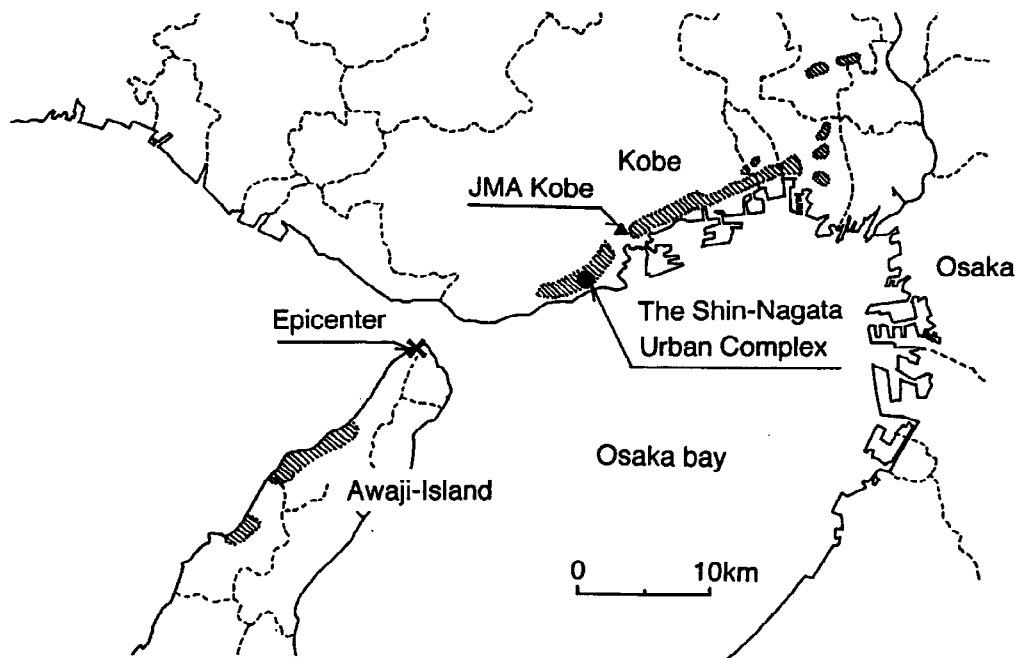 Kobe
JMA Kobe
Osaka
Epicenter
The Shin-Nagata
Urban Complex
Osaka bay
Awaji-Island
0 10km